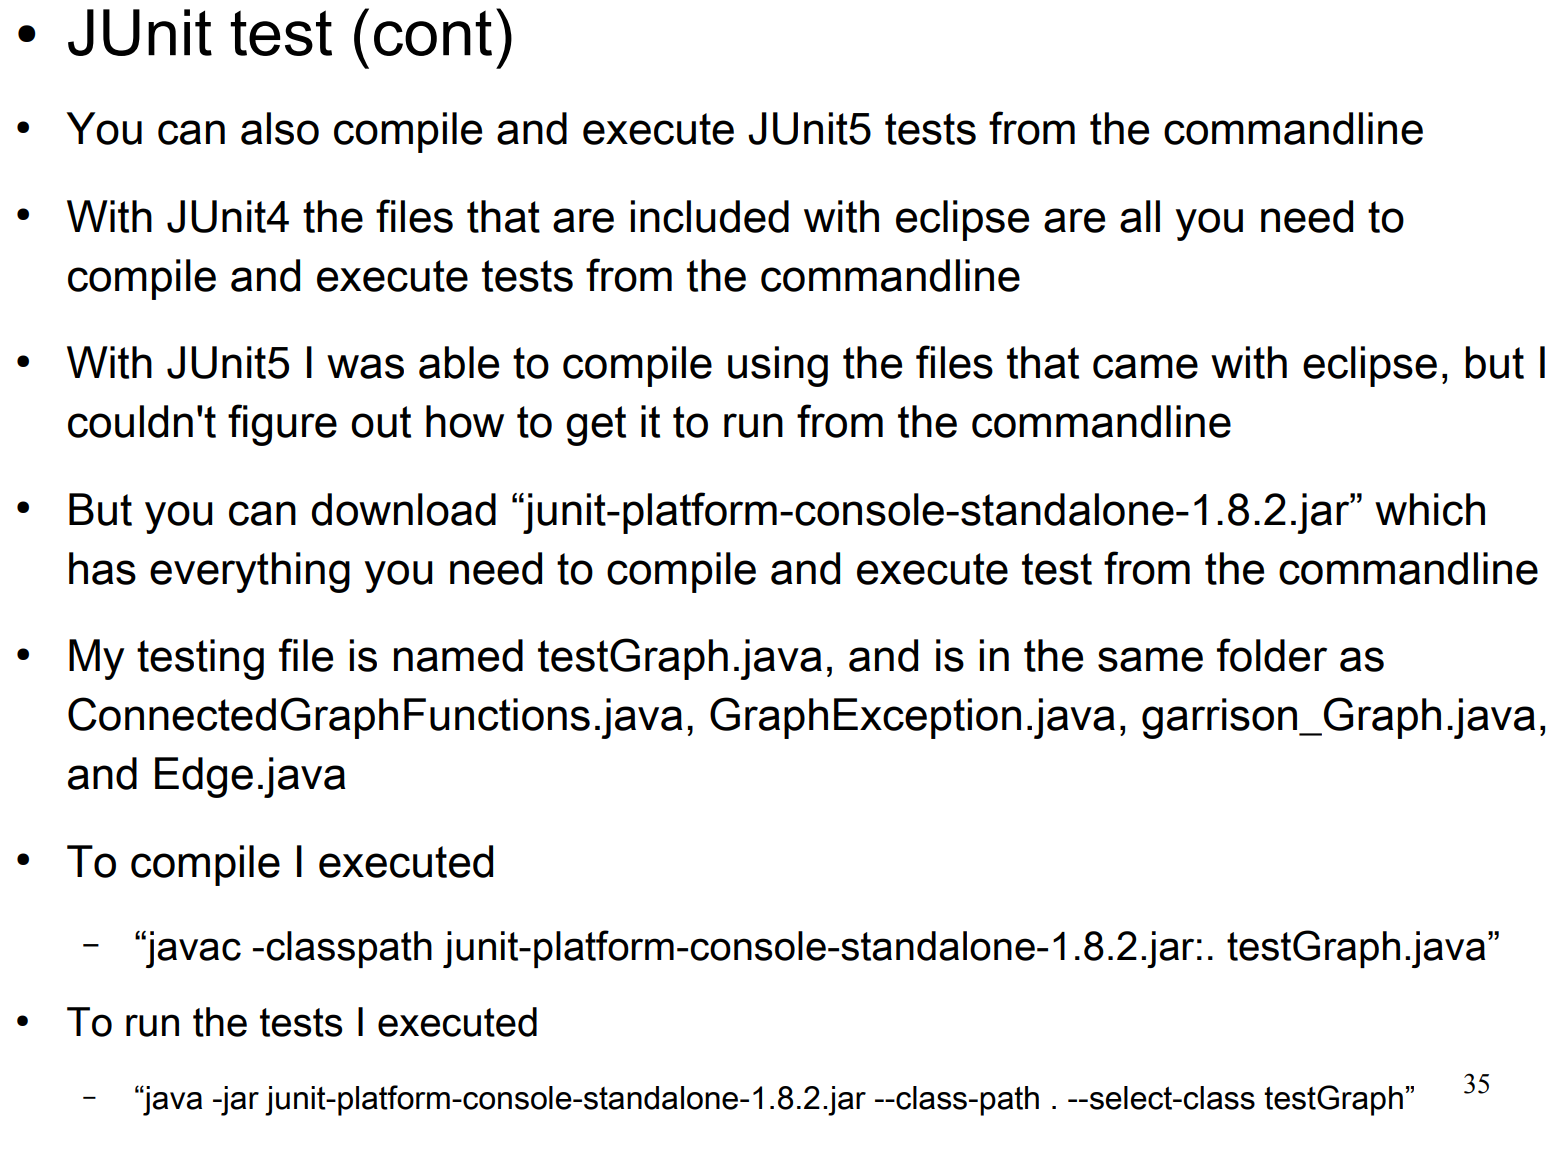 • JUnit test (cont)
• You can also compile and execute JUnit5 tests from the commandline
• With JUnit4 the files that are included with eclipse are all you need to
compile and execute tests from the commandline
• With JUnit5 I was able to compile using the files that came with eclipse, but I
couldn't figure out how to get it to run from the commandline
• But you can download “junit-platform-console-standalone-1.8.2.jar” which
has everything you need to compile and execute test from the commandline
• My testing file is named testGraph.java, and is in the same folder as
ConnectedGraphFunctions.java, GraphException.java, garrison_Graph.java,
and Edge.java
• To compile I executed
– “javac -classpath junit-platform-console-standalone-1.8.2.jar:. testGraph.java”
• To run the tests I executed
– “java -jar junit-platform-console-standalone-1.8.2.jar --class-path . --select-class testGraph”
35